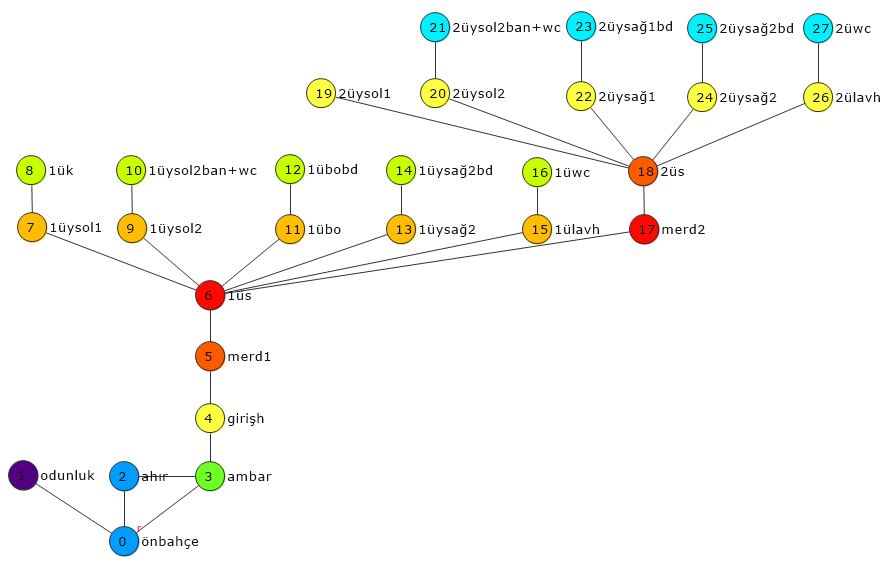 21 2üysol2ban+wc
23 2üysağ1bd
25 2üysağ2bd
27 2üwc
19 2üysol1
20 2üysol2
22 2üysağ1
24 2üysağ2
26 2ülavh
8 1ük
10 1üysol2ban+wc
12 1übobd
14 1üysağ2bd
16 1üwc
18 2üs
7 1üysol1
9 1üysol2
11 1übo
13 1üysağ2
15 1ülavh
17 merd2
6 1üs
5 merd1
4 girişh
1 odunluk
2 ahır
3 ambar
r
0 önbahçe